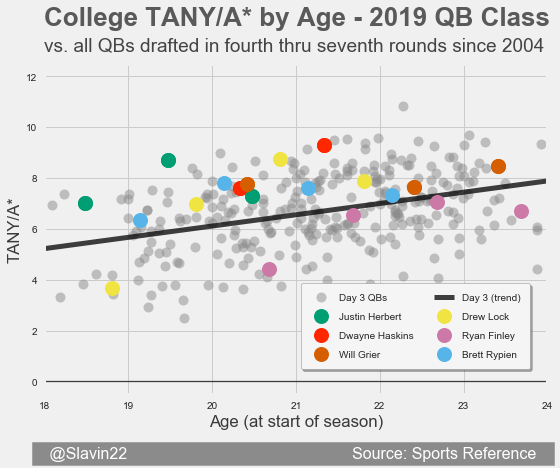 College TANY/A* by Age - 2019 QB Class
vs. all QBs drafted in fourth thru seventh rounds since 2004
12
10
8
6
4
2
0
TANY/A*
Day 3 QBs
Justin Herbert
Dwayne Haskins
Will Grier
Day 3 (trend)
Drew Lock
Ryan Finley
Brett Rypien
18 19 20 21 22 23 24
Age (at start of season)
@Slavin22 Source: Sports Reference